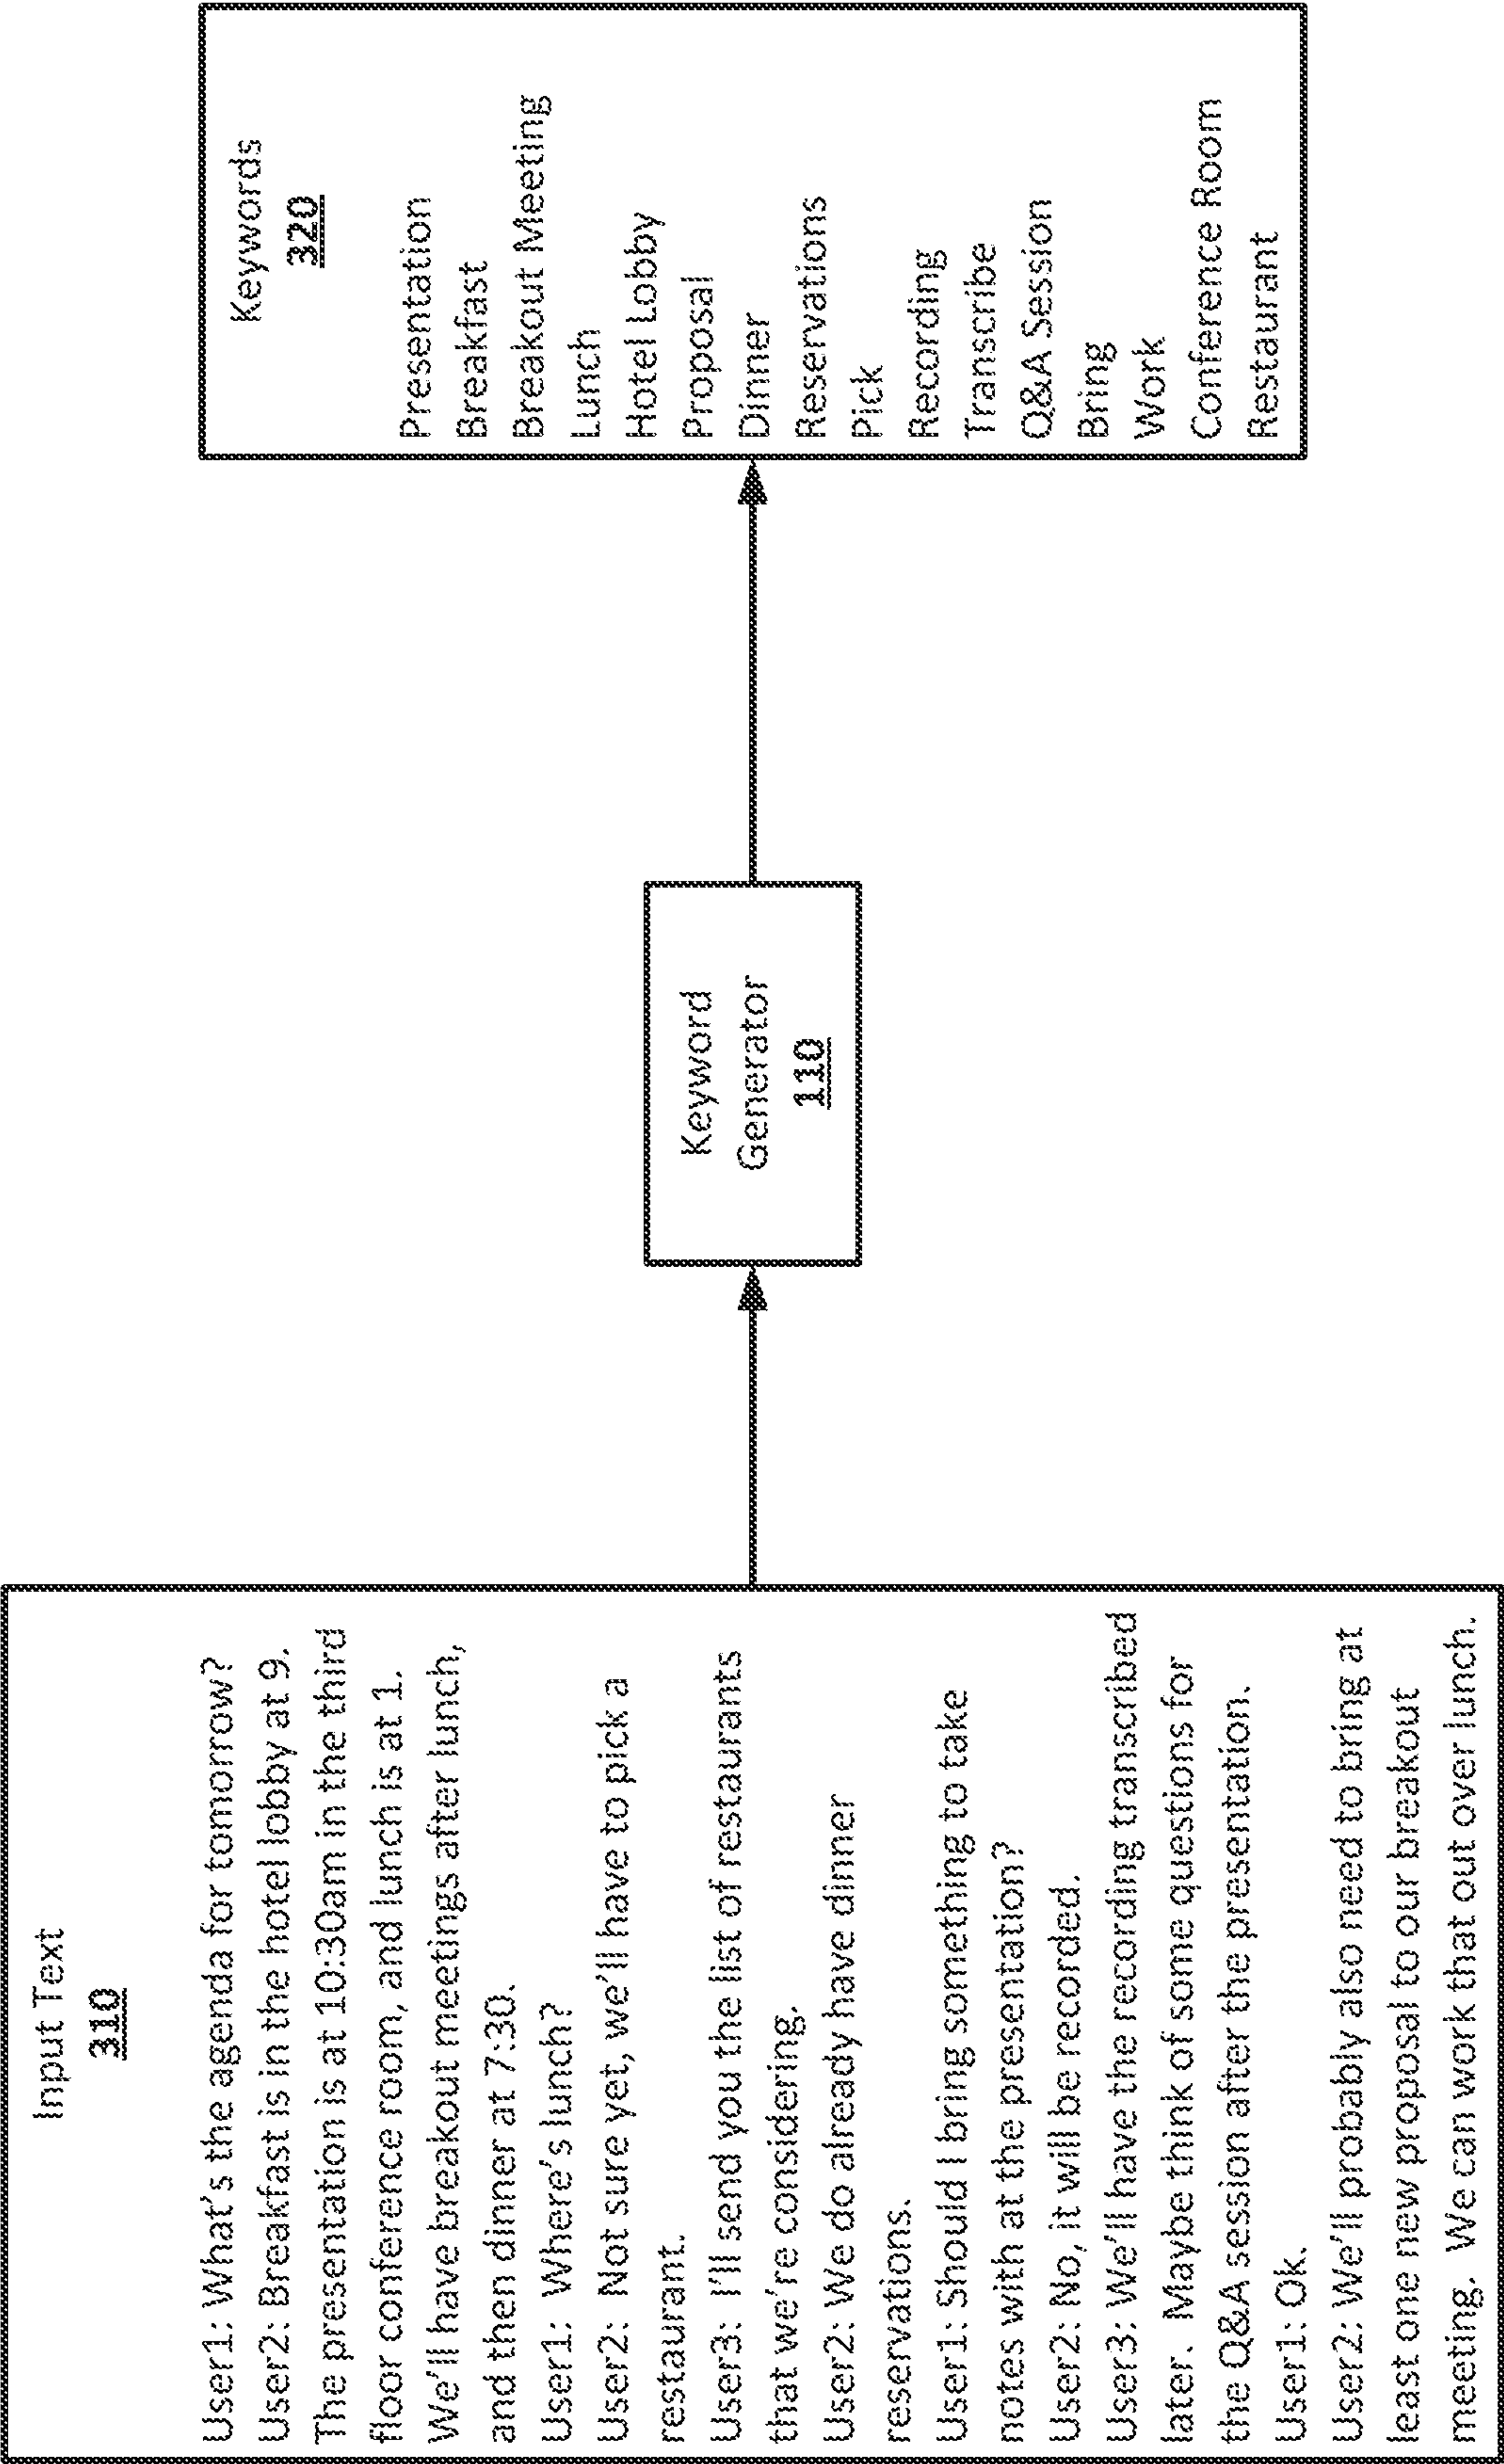 Input Text
310
User1: What's the agenda for tomorrow?
User2: Breakfast is in the hotel lobby at 9.
The presentation is at 10:30am in the third
floor conference room, and lunch is at 1.
We'll have breakout meetings after lunch,
and then dinner at 7:30.
User1:  Where's lunch?
User2:  Not sure yet, we'll have to pick a
restaurant.
User3:  I'll send you the list of restaurants
that we're considering.
User2: We do already have dinner
reservations.
User1: Should I bring something to take
notes with at the presentation?
User2: No, it will be recorded.
User3: We'll have the recording transcribed
later.  Maybe think of some questions for
the Q&A session after the presentation.
User1: Ok.
User2: We'll probably also need to bring at
least one new proposal to our breakout
meeting.  We can work that out over lunch.
Keyword
Generator
110
Keywords
320
Presentation
Breakfast
Breakout Meeting
Lunch
Hotel Lobby
Proposal
Dinner
Reservations
Pick
Recording
Transcribe
Q&A Session
Bring
Work
Conference Room
Restaurant